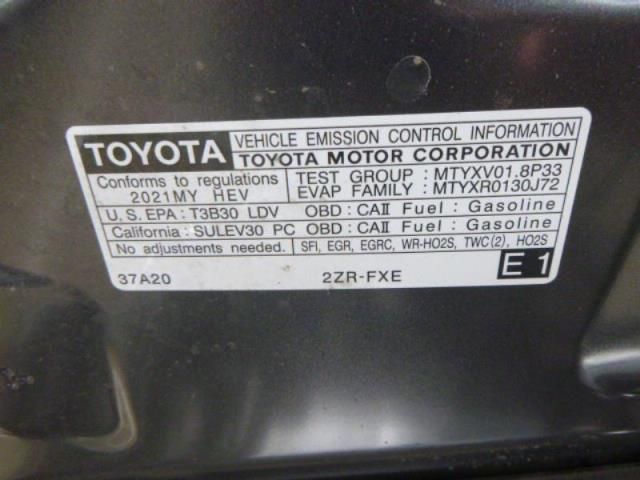 TOYOTA
VEHICLE EMISSION CONTROL INFORMATION
TOYOTA MOTOR CORPORATION
Conforms to regulations
2021MY HEV
TEST GROUP : MTYXV01.8P33
EVAP FAMILY : MTYXR0130J72
U.S. EPA : T3B30 LDV OBD : CAⅡ Fuel : Gasoline
California : SULEV30 PC OBD : CAⅡ Fuel : Gasoline
No adjustments needed. SFI, EGR, EGRC, WR-HO2S, TWC(2), HO2S
37A20 2ZR-FXE E 1